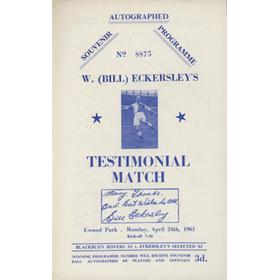 AUTOGRAPHED
SOUVENIR
PROGRAMME
No 8875
W. (BILL) ECKERSLEY'S
TESTIMONIAL
MATCH
Many Thanks
and Best Wishes to all
Bill Eckersley
Ewood Park - Monday, April 24th, 1961
Kick-off 7-30
BLACKBURN ROVERS XI v. ECKERSLEY'S SELECTED XI
WINNING PROGRAMME NUMBER WILL RECEIVE SOUVENIR
BALL AUTOGRAPHED BY PLAYERS AND OFFICIALS
3d.